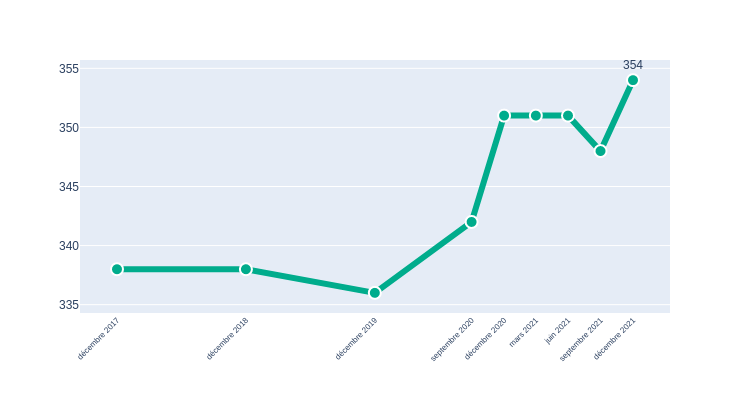 354
355
350
345
340
335
décembre 2017
décembre 2018
décembre 2019
septembre 2020
décembre 2020
mars 2021
juin 2021
septembre 2021
décembre 2021